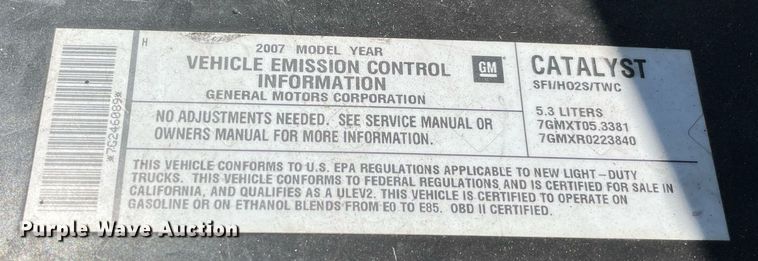 H
2007 MODEL YEAR
VEHICLE EMISSION CONTROL
INFORMATION
GENERAL MOTORS CORPORATION
GM
NO ADJUSTMENTS NEEDED. SEE SERVICE MANUAL OR
OWNERS MANUAL FOR MORE INFORMATION.
CATALYST
SFI/HO2S/TWC
5.3 LITERS
7GMXT05.3381
7GMXR0223840
THIS VEHICLE CONFORMS TO U.S. EPA REGULATIONS APPLICABLE TO NEW LIGHT-DUTY
TRUCKS. THIS VEHICLE CONFORMS TO FEDERAL REGULATIONS AND IS CERTIFIED FOR SALE IN
CALIFORNIA, AND QUALIFIES AS A ULEV2. THIS VEHICLE IS CERTIFIED TO OPERATE ON
GASOLINE OR ON ETHANOL BLENDS FROM E0 TO E85. OBD II CERTIFIED.
*7G246089*
Purple Wave Auction